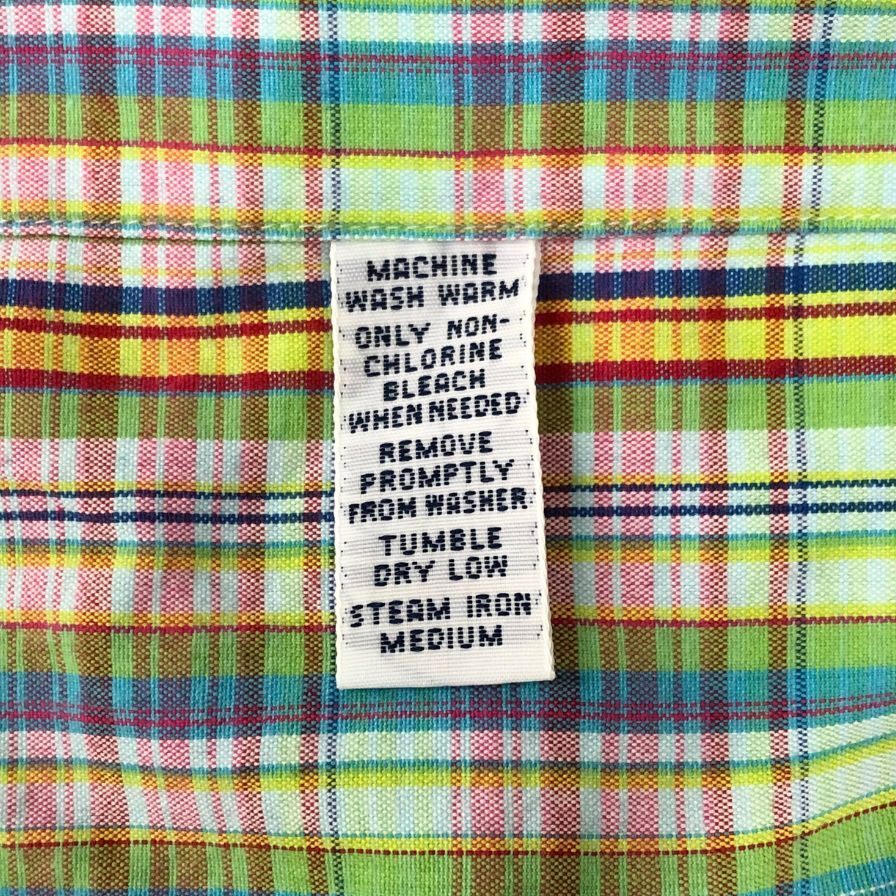 MACHINE
WASH WARM
ONLY NON-
CHLORINE
BLEACH
WHEN NEEDED
REMOVE
PROMPTLY
FROM WASHER
TUMBLE
DRY LOW
STEAM IRON
MEDIUM